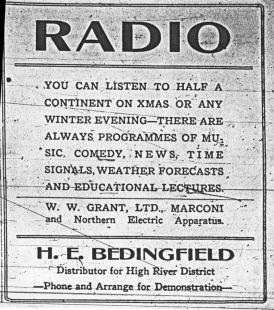 RADIO
YOU CAN LISTEN TO HALF A
CONTINENT ON XMAS OR ANY
WINTER EVENING—THERE ARE
ALWAYS PROGRAMMES OF MU-
SIC, COMEDY, NEWS, TIME
SIGNALS, WEATHER FORECASTS
AND EDUCATIONAL LECTURES.
W. W. GRANT, LTD., MARCONI
and Northern Electric Apparatus.
H. E. BEDINGFIELD
Distributor for High River District
—Phone and Arrange for Demonstration—